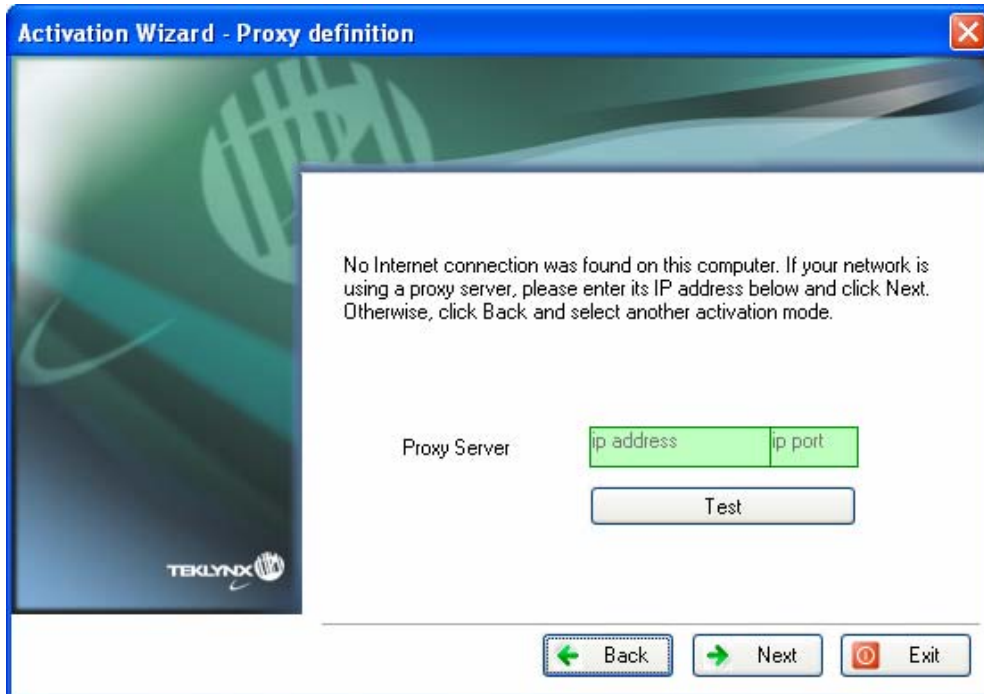 Activation Wizard - Proxy definition
No Internet connection was found on this computer. If your network is
using a proxy server, please enter its IP address below and click Next.
Otherwise, click Back and select another activation mode.
Proxy Server
ip address
ip port
Test
TEKLYNX
Back
Next
Exit